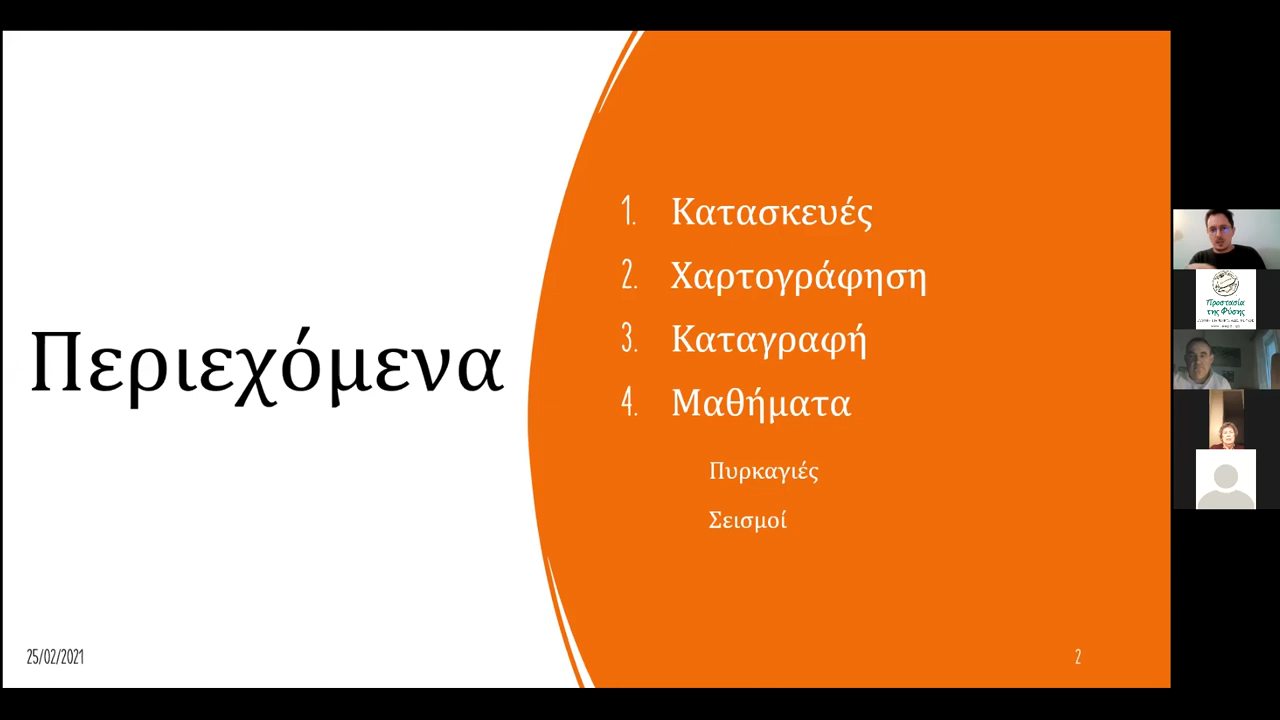 Περιεχόμενα
1. Κατασκευές
2. Χαρτογράφηση
3. Καταγραφή
4. Μαθήματα
Πυρκαγιές
Σεισμοί
25/02/2021
2
Προστασία
της Φύσης